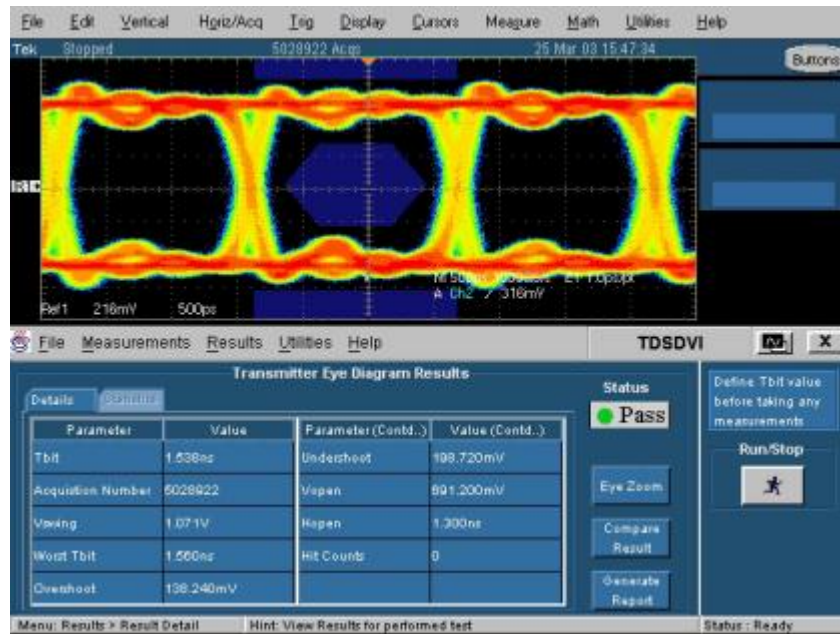 File Edit Vertical Horiz/Acq Trig Display Cursors Measure Math Utilities Help
Tek Stopped 5028922 Acqs 25 Mar 03 15:47:34
Buttons
R1
A Ch2 316mV
Ref1 216mV 500ps
File Measurements Results Utilities Help TDSDVI X
Transmitter Eye Diagram Results
Details
Status
Pass
Define Tbit value
before taking any
measurements
Parameter Value Parameter (Contd..) Value (Contd..)
Tbit 1.538ns Undershoot 198.720mV
Acquistion Number 5028922 Vopen 891.200mV
Vswing 1.071V Hopen 1.300ns
Worst Tbit 1.560ns Hit Counts 0
Overshoot 138.240mV
Run/Stop
Eye Zoom
Compare
Result
Generate
Report
Menu: Results > Result Detail Hint: View Results for performed test Status : Ready